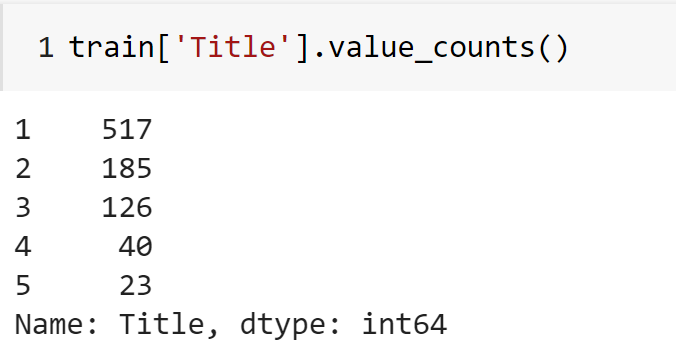 1 train['Title'].value_counts()
1    517
2    185
3    126
4     40
5     23
Name: Title, dtype: int64